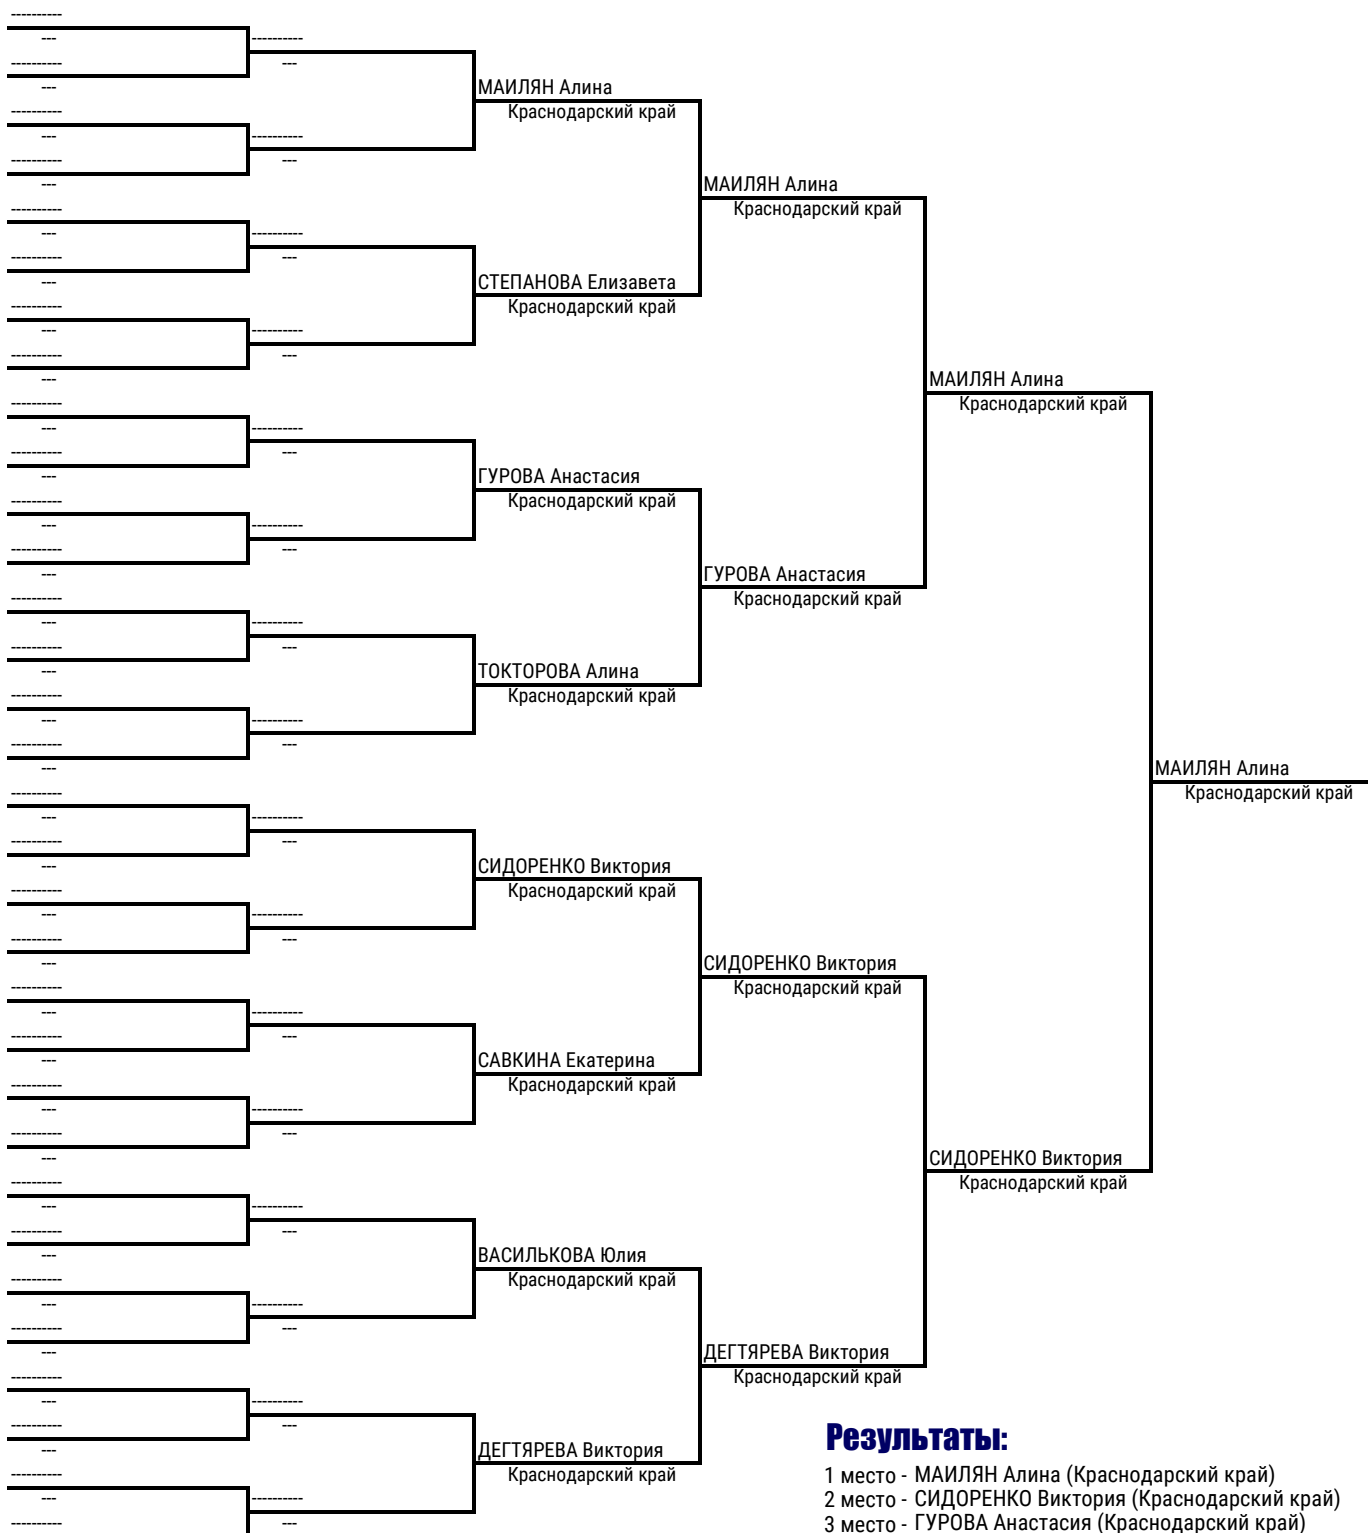 МАИЛЯН Алина
Краснодарский край
СТЕПАНОВА Елизавета
Краснодарский край
ГУРОВА Анастасия
Краснодарский край
ТОКТОРОВА Алина
Краснодарский край
СИДОРЕНКО Виктория
Краснодарский край
САВКИНА Екатерина
Краснодарский край
ВАСИЛЬКОВА Юлия
Краснодарский край
ДЕГТЯРЕВА Виктория
Краснодарский край
МАИЛЯН Алина
Краснодарский край
ГУРОВА Анастасия
Краснодарский край
СИДОРЕНКО Виктория
Краснодарский край
ДЕГТЯРЕВА Виктория
Краснодарский край
МАИЛЯН Алина
Краснодарский край
СИДОРЕНКО Виктория
Краснодарский край
МАИЛЯН Алина
Краснодарский край
Результаты:
1 место - МАИЛЯН Алина (Краснодарский край)
2 место - СИДОРЕНКО Виктория (Краснодарский край)
3 место - ГУРОВА Анастасия (Краснодарский край)